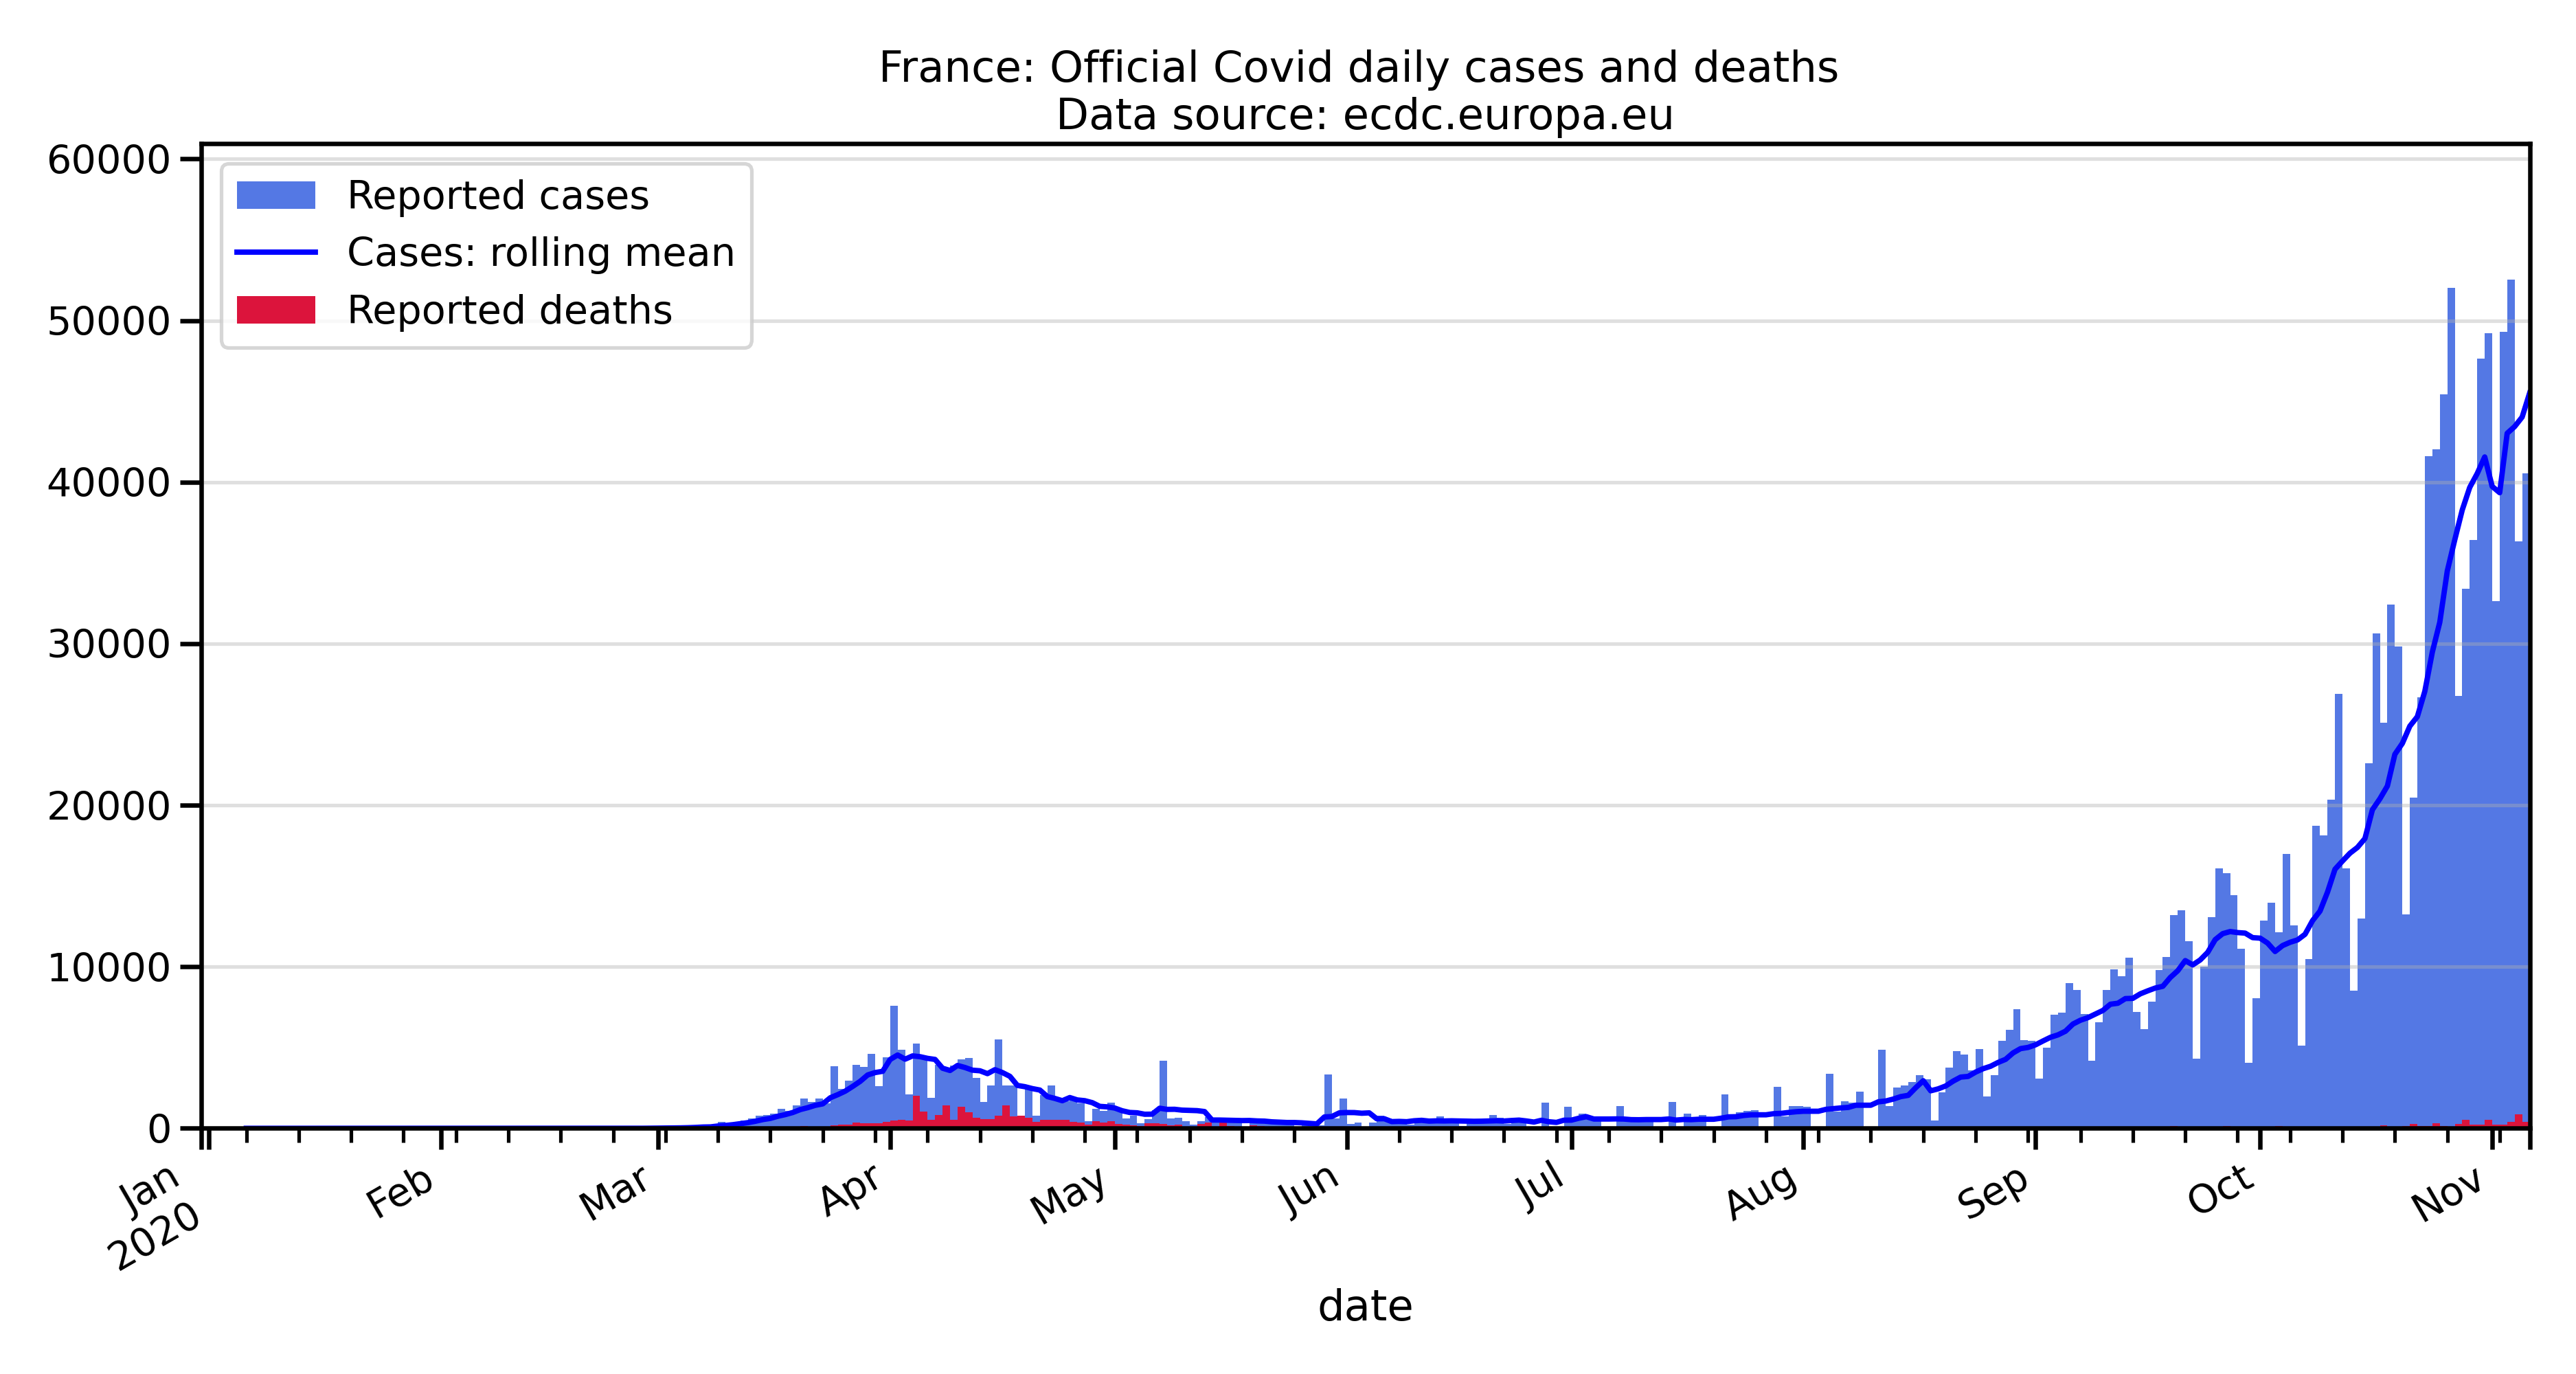 France: Official Covid daily cases and deaths
Data source: ecdc.europa.eu
60000
50000
40000
30000
20000
10000
0
Reported cases
Cases: rolling mean
Reported deaths
Jan
2020
Feb
Mar
Apr
May
Jun
Jul
Aug
Sep
Oct
Nov
date